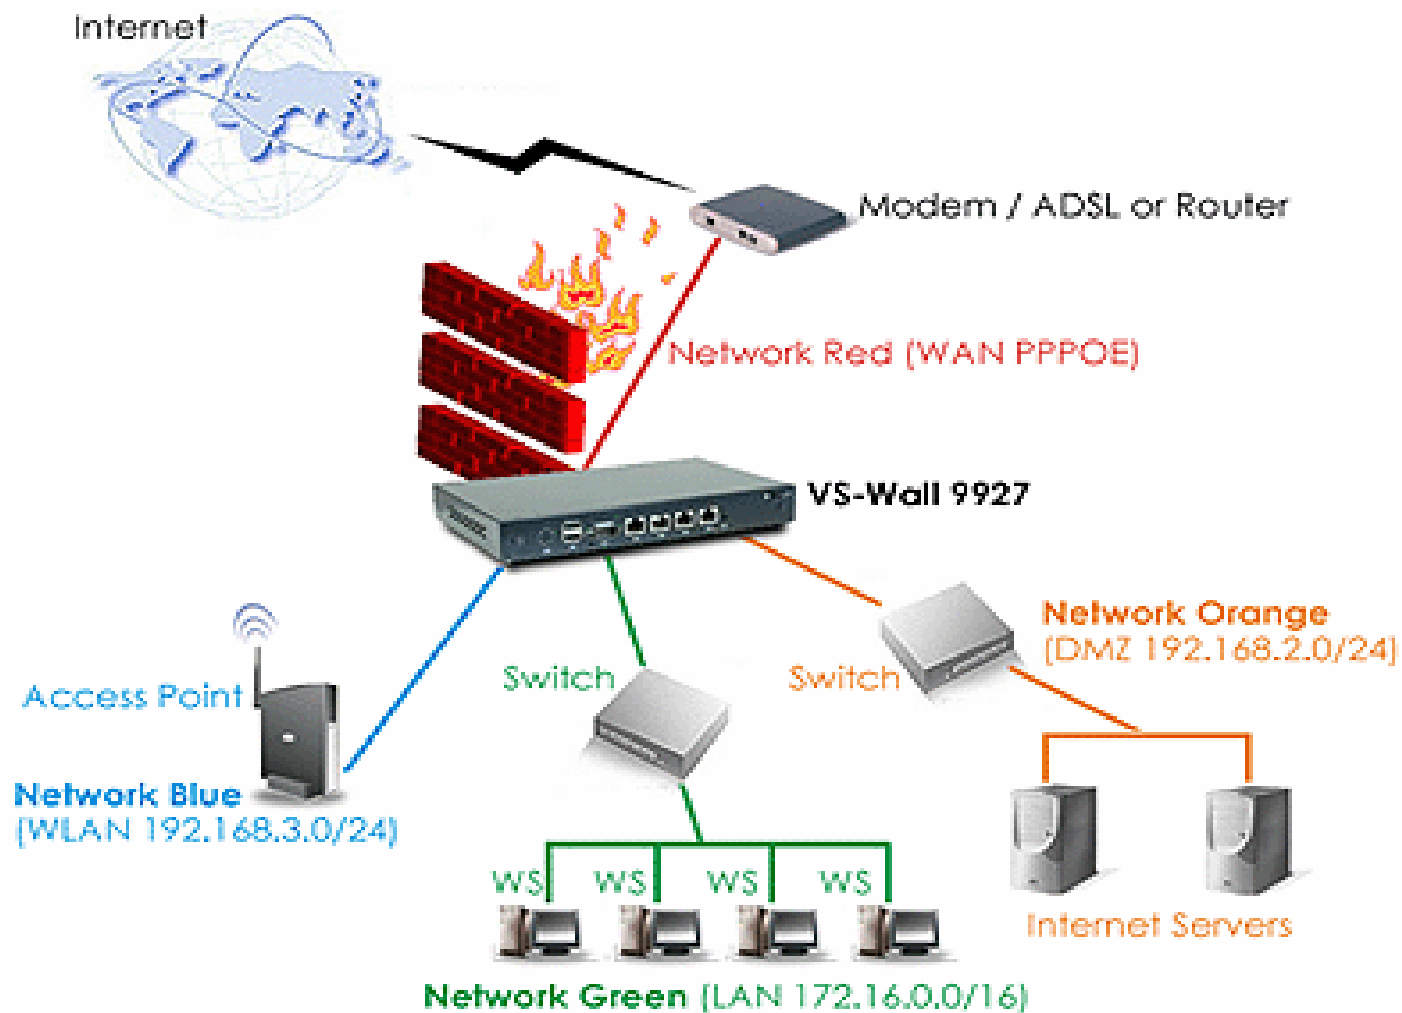 Internet
Modem / ADSL or Router
Network Red (WAN PPPOE)
VS-Wall 9927
Network Orange
(DMZ 192.168.2.0/24)
Switch
Switch
Access Point
Network Blue
(WLAN 192.168.3.0/24)
WS WS WS WS
Internet Servers
Network Green (LAN 172.16.0.0/16)